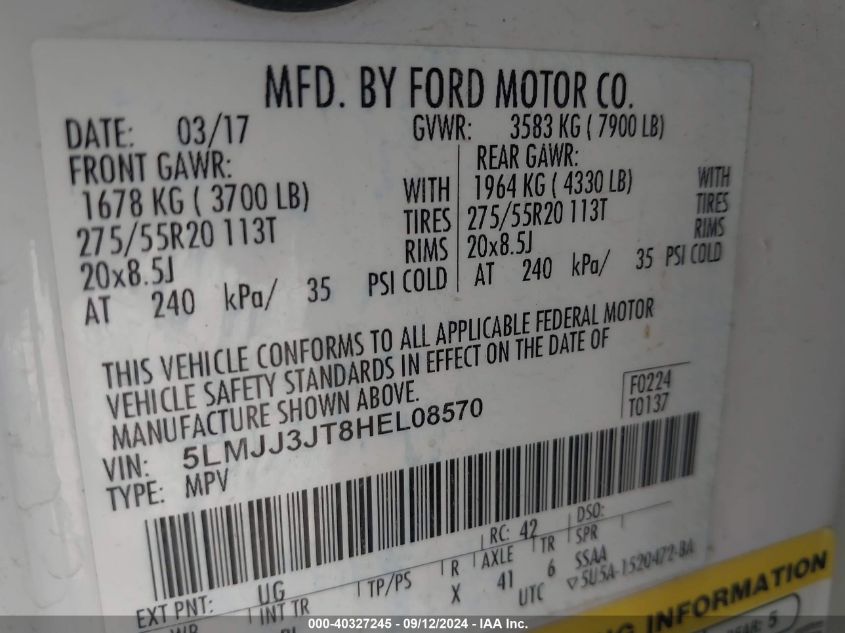 MFD. BY FORD MOTOR CO.
DATE: 03/17 GVWR: 3583 KG ( 7900 LB)
FRONT GAWR: REAR GAWR:
1678 KG ( 3700 LB) WITH 1964 KG ( 4330 LB) WITH
275/55R20 113T TIRES 275/55R20 113T TIRES
20x8.5J RIMS 20x8.5J RIMS
AT 240 kPa/ 35 PSI COLD AT 240 kPa/ 35 PSI COLD
THIS VEHICLE CONFORMS TO ALL APPLICABLE FEDERAL MOTOR
VEHICLE SAFETY STANDARDS IN EFFECT ON THE DATE OF
MANUFACTURE SHOWN ABOVE.
F0224
T0137
VIN: 5LMJJ3JT8HEL08570
TYPE: MPV
EXT PNT: UG RC: 42 DSO:
INT TR TP/PS R AXLE TR SPR
X 41 6 SSAA
UTC ▽5U5A-1520472-BA
INFORMATION
5
000-40327245 - 09/12/2024 - IAA Inc.